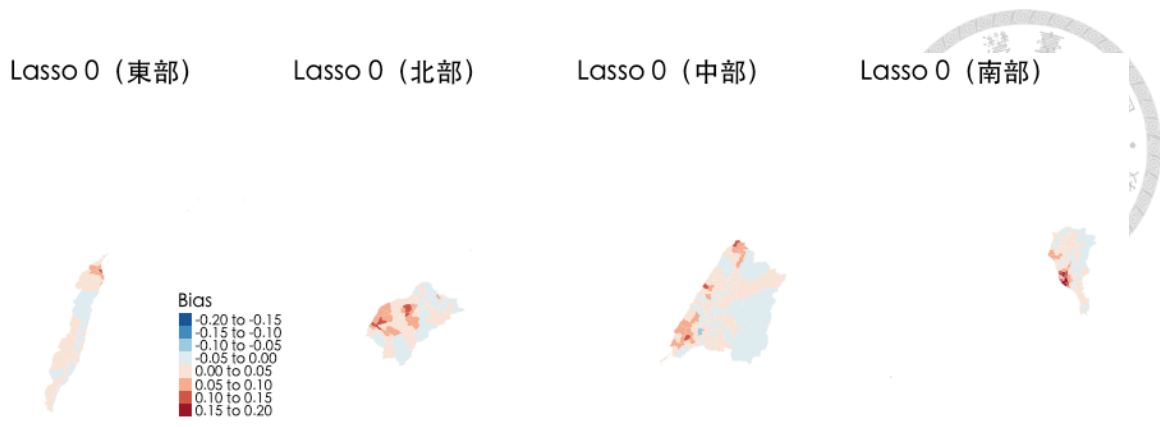 Lasso 0（東部）
Lasso 0（北部）
Lasso 0（中部）
Lasso 0（南部）
Bias
-0.20 to -0.15
-0.15 to -0.10
-0.10 to -0.05
-0.05 to 0.00
0.00 to 0.05
0.05 to 0.10
0.10 to 0.15
0.15 to 0.20